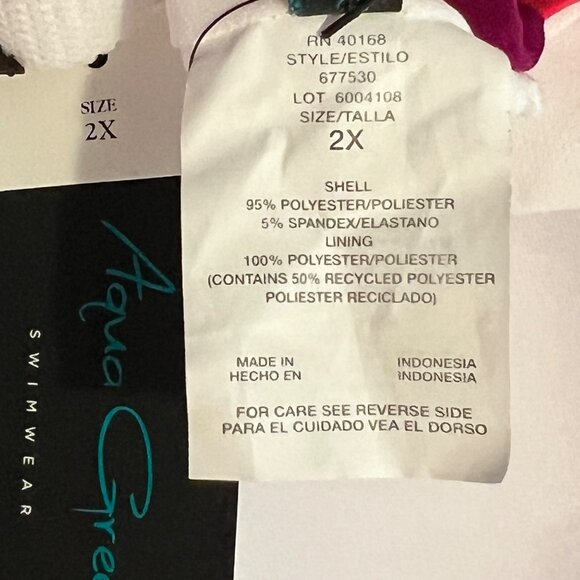 SIZE
2X
Aqua
SWIMWEAR
RN 40168
STYLE/ESTILO
677530
LOT 6004108
SIZE/TALLA
2X
SHELL
95% POLYESTER/POLIESTER
5% SPANDEX/ELASTANO
LINING
100% POLYESTER/POLIESTER
(CONTAINS 50% RECYCLED POLYESTER
POLIESTER RECICLADO)
MADE IN INDONESIA
HECHO EN INDONESIA
FOR CARE SEE REVERSE SIDE
PARA EL CUIDADO VEA EL DORSO